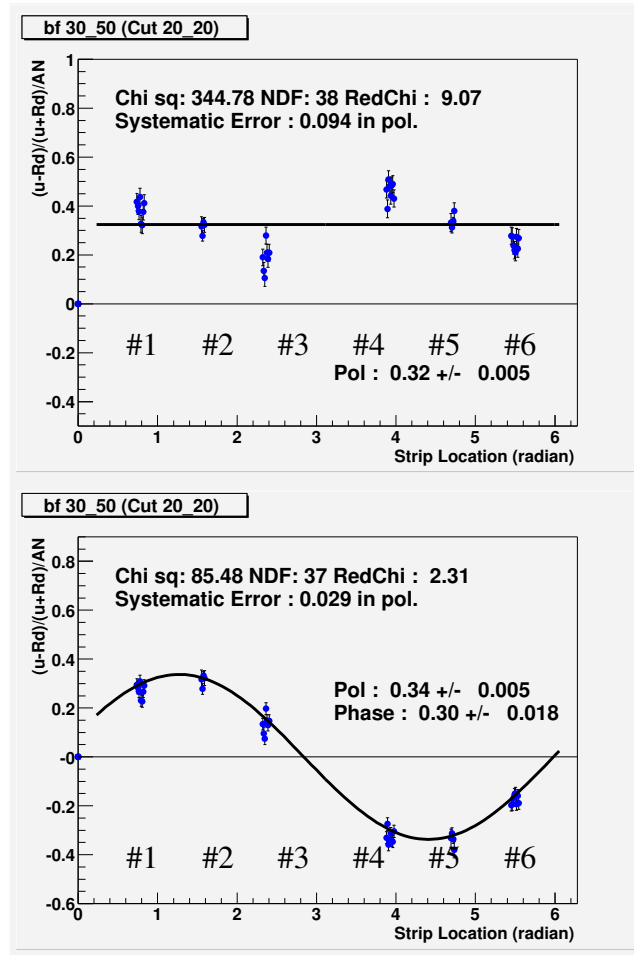 bf 30_50 (Cut 20_20)
(u-Rd)/(u+Rd)/AN
1
0.8
0.6
0.4
0.2
0
-0.2
-0.4
Chi sq: 344.78 NDF: 38 RedChi : 9.07
Systematic Error : 0.094 in pol.
#1 #2 #3 #4 #5 #6
Pol : 0.32 +/- 0.005
0 1 2 3 4 5 6
Strip Location (radian)
bf 30_50 (Cut 20_20)
(u-Rd)/(u+Rd)/AN
0.8
0.6
0.4
0.2
-0
-0.2
-0.4
-0.6
Chi sq: 85.48 NDF: 37 RedChi : 2.31
Systematic Error : 0.029 in pol.
Pol : 0.34 +/- 0.005
Phase : 0.30 +/- 0.018
#1 #2 #3 #4 #5 #6
0 1 2 3 4 5 6
Strip Location (radian)